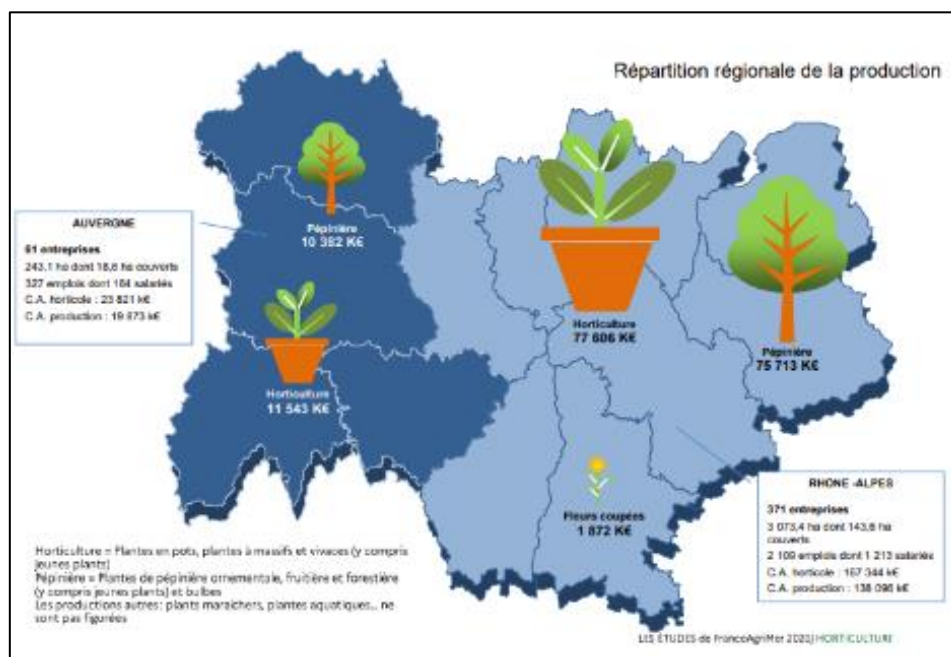 Répartition régionale de la production
Pépinière
10 382 K€
AUVERGNE
61 entreprises
243,1 ha dont 18,6 ha couverts
327 emplois dont 184 salariés
C.A. horticole : 23 821 k€
C.A. production : 19 873 k€
Horticulture
77 606 K€
Pépinière
75 713 K€
Horticulture
11 543 K€
Fleurs coupées
1 872 K€
RHONE -ALPES
371 entreprises
3 073,4 ha dont 143,6 ha
couverts
2 109 emplois dont 1 213 salariés
C.A. horticole : 167 344 k€
C.A. production : 138 096 k€
Horticulture = Plantes en pots, plantes à massifs et vivaces (y compris
jeunes plants)
Pépinière = Plantes de pépinière ornementale, fruitière et forestière
(y compris jeunes plants) et bulbes
Les productions autres: plants maraichers, plantes aquatiques... ne
sont pas figurées
LES ÉTUDES de FranceAgriMer 2020/ HORTICULTURE